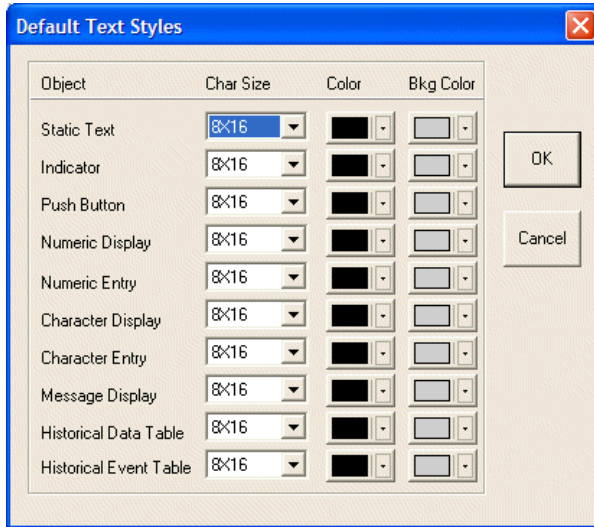 Default Text Styles
Object Char Size Color Bkg Color
Static Text 8X16
Indicator 8X16
Push Button 8X16
Numeric Display 8X16
Numeric Entry 8X16
Character Display 8X16
Character Entry 8X16
Message Display 8X16
Historical Data Table 8X16
Historical Event Table 8X16
OK
Cancel